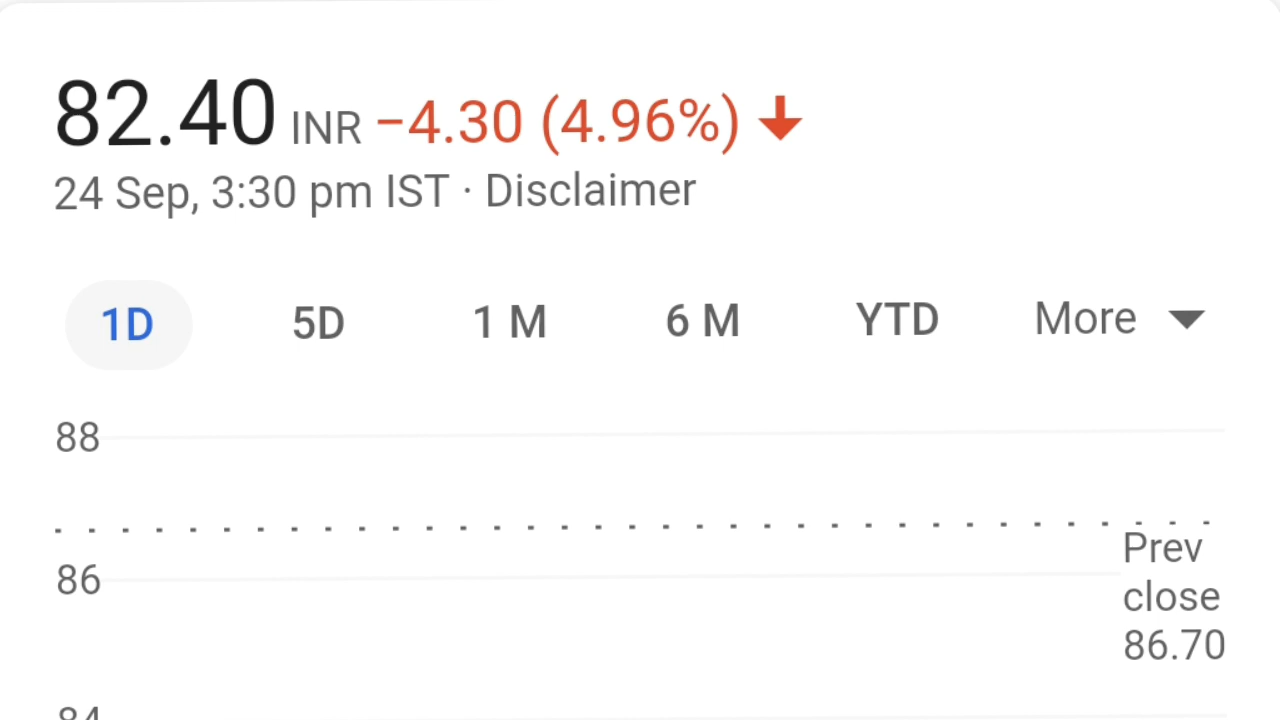 82.40 INR −4.30 (4.96%)
24 Sep, 3:30 pm IST · Disclaimer
1D 5D 1 M 6 M YTD More
88
Prev
86
close
86.70
84